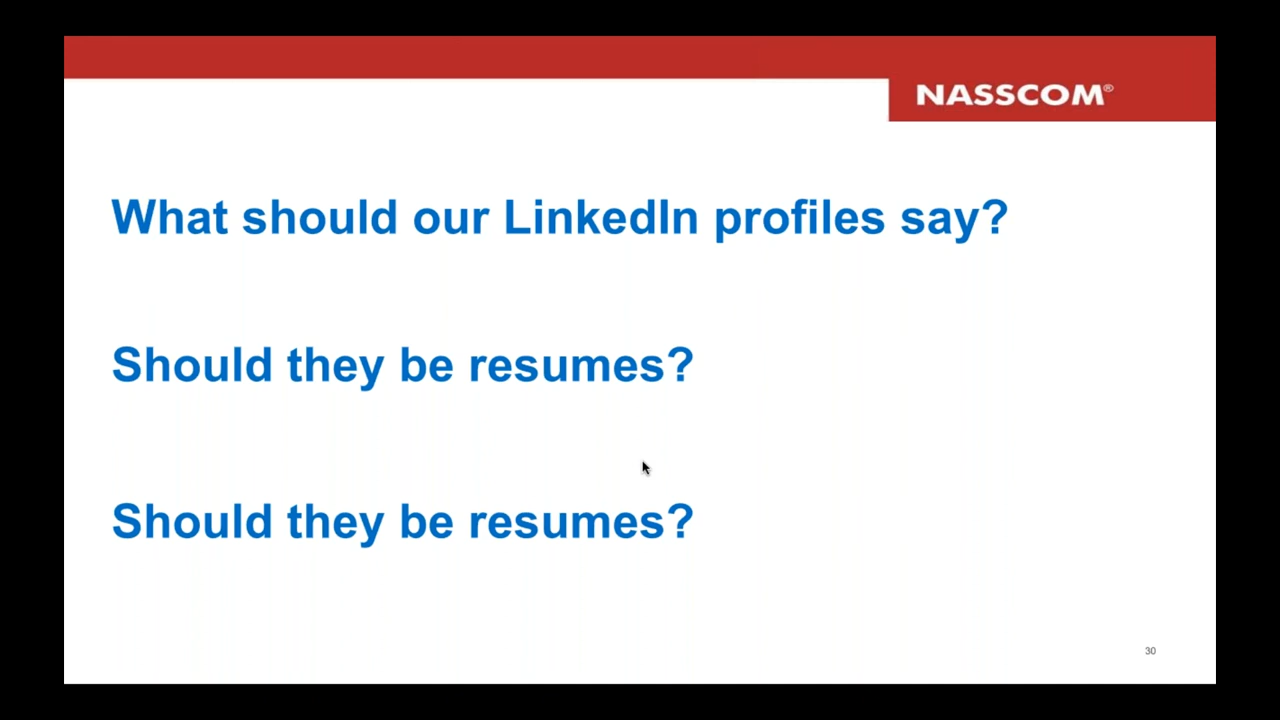 NASSCOM®
What should our LinkedIn profiles say?
Should they be resumes?
Should they be resumes?
30